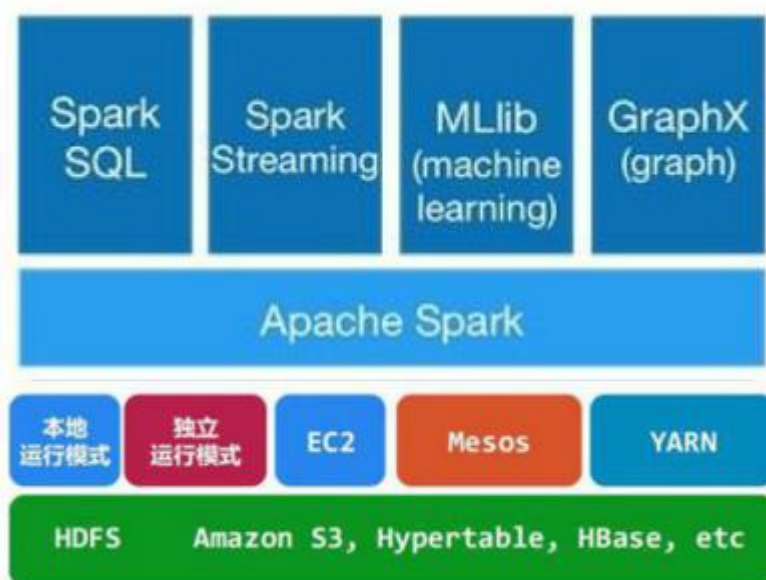 Spark
SQL
Spark
Streaming
MLlib
(machine
learning)
GraphX
(graph)
Apache Spark
本地
运行模式
独立
运行模式
EC2
Mesos
YARN
HDFS Amazon S3, Hypertable, HBase, etc